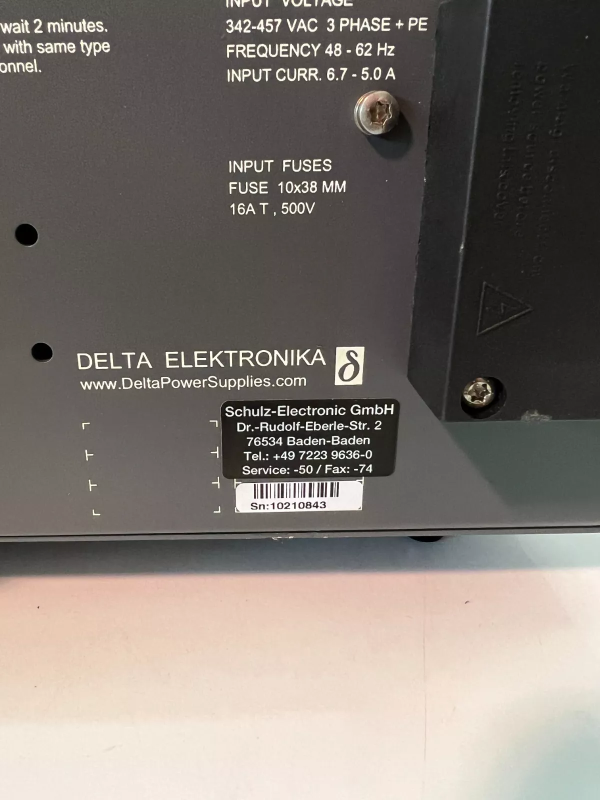 wait 2 minutes.
with same type
onnel.
INPUT VOLTAGE
342-457 VAC 3 PHASE + PE
FREQUENCY 48 - 62 Hz
INPUT CURR. 6.7 - 5.0 A
INPUT FUSES
FUSE 10x38 MM
16A T , 500V
DELTA ELEKTRONIKA δ
www.DeltaPowerSupplies.com
Schulz-Electronic GmbH
Dr.-Rudolf-Eberle-Str. 2
76534 Baden-Baden
Tel.: +49 7223 9636-0
Service: -50 / Fax: -74
Sn:10210843